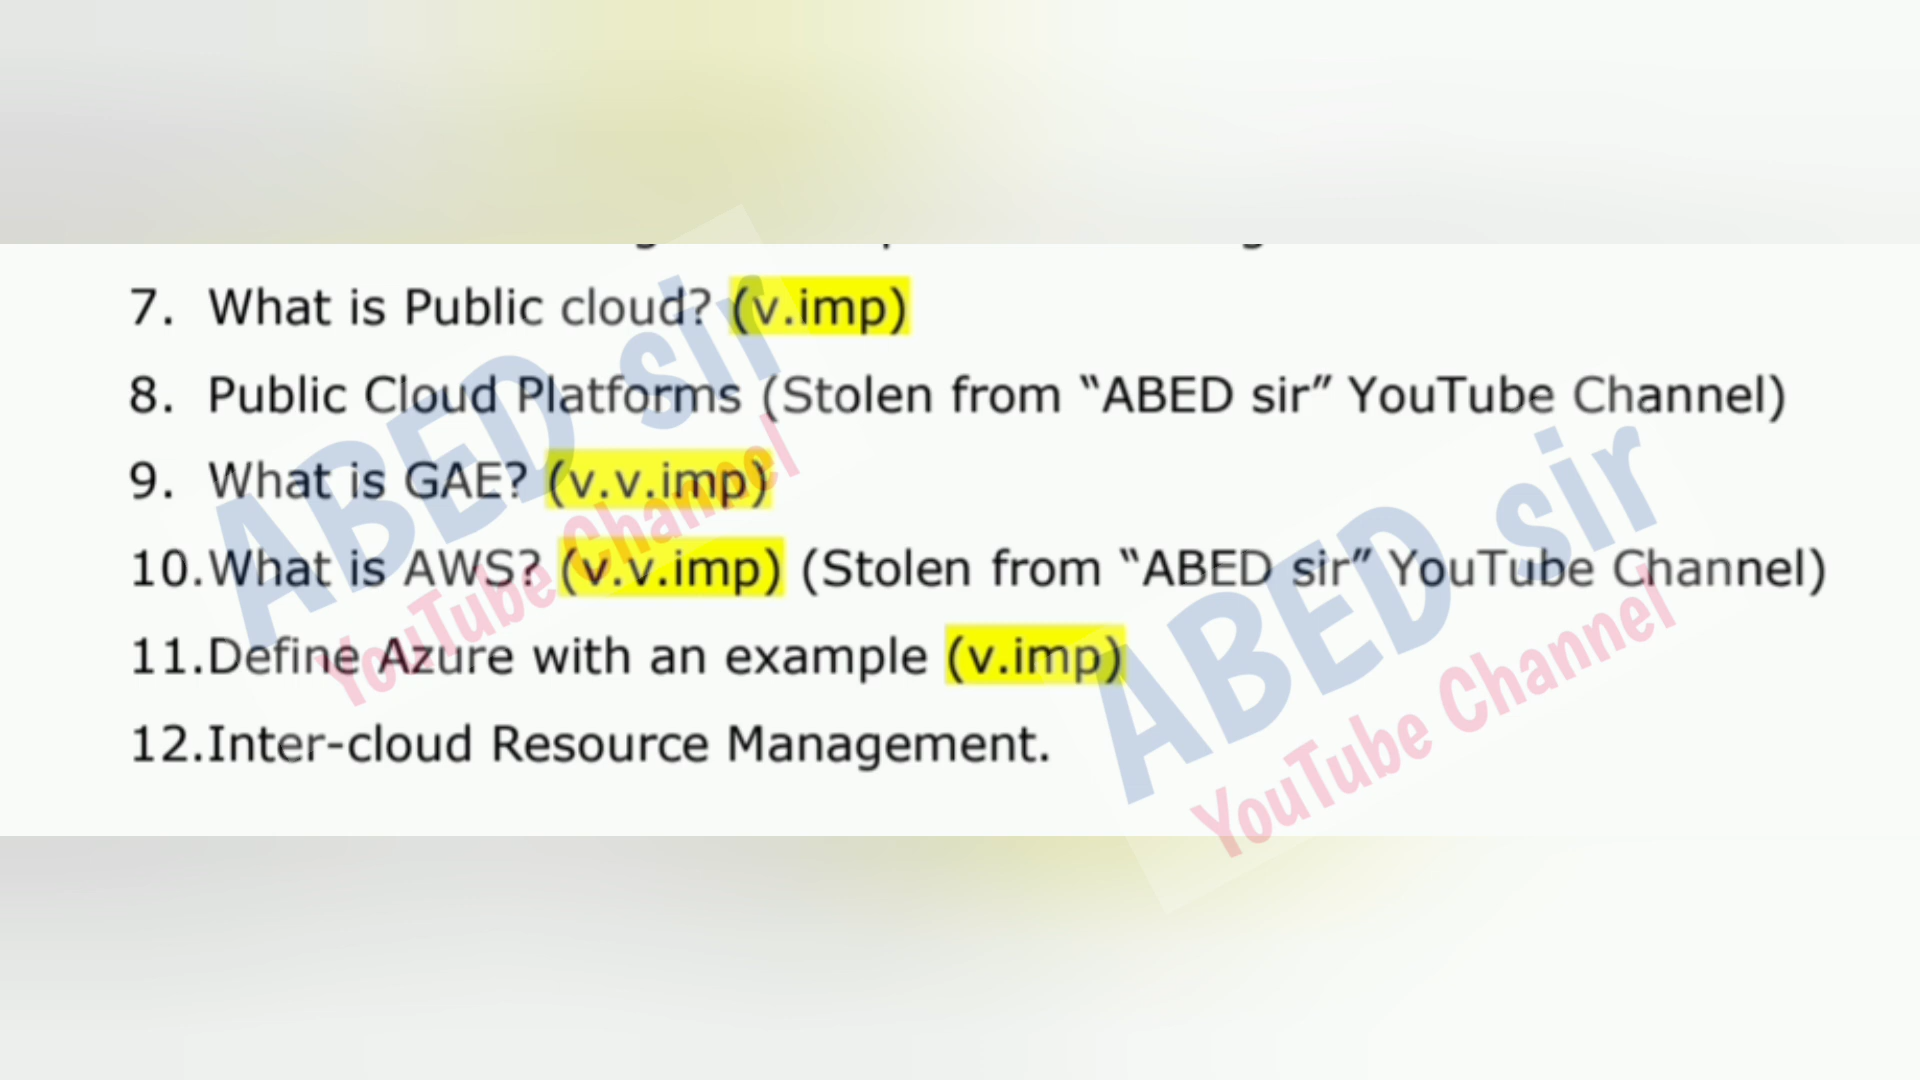 7. What is Public cloud? (v.imp)
8. Public Cloud Platforms (Stolen from “ABED sir” YouTube Channel)
9. What is GAE? (v.v.imp)
10.What is AWS? (v.v.imp) (Stolen from “ABED sir” YouTube Channel)
11.Define Azure with an example (v.imp)
12.Inter-cloud Resource Management.
ABED sir
YouTube Channel
ABED sir
YouTube Channel